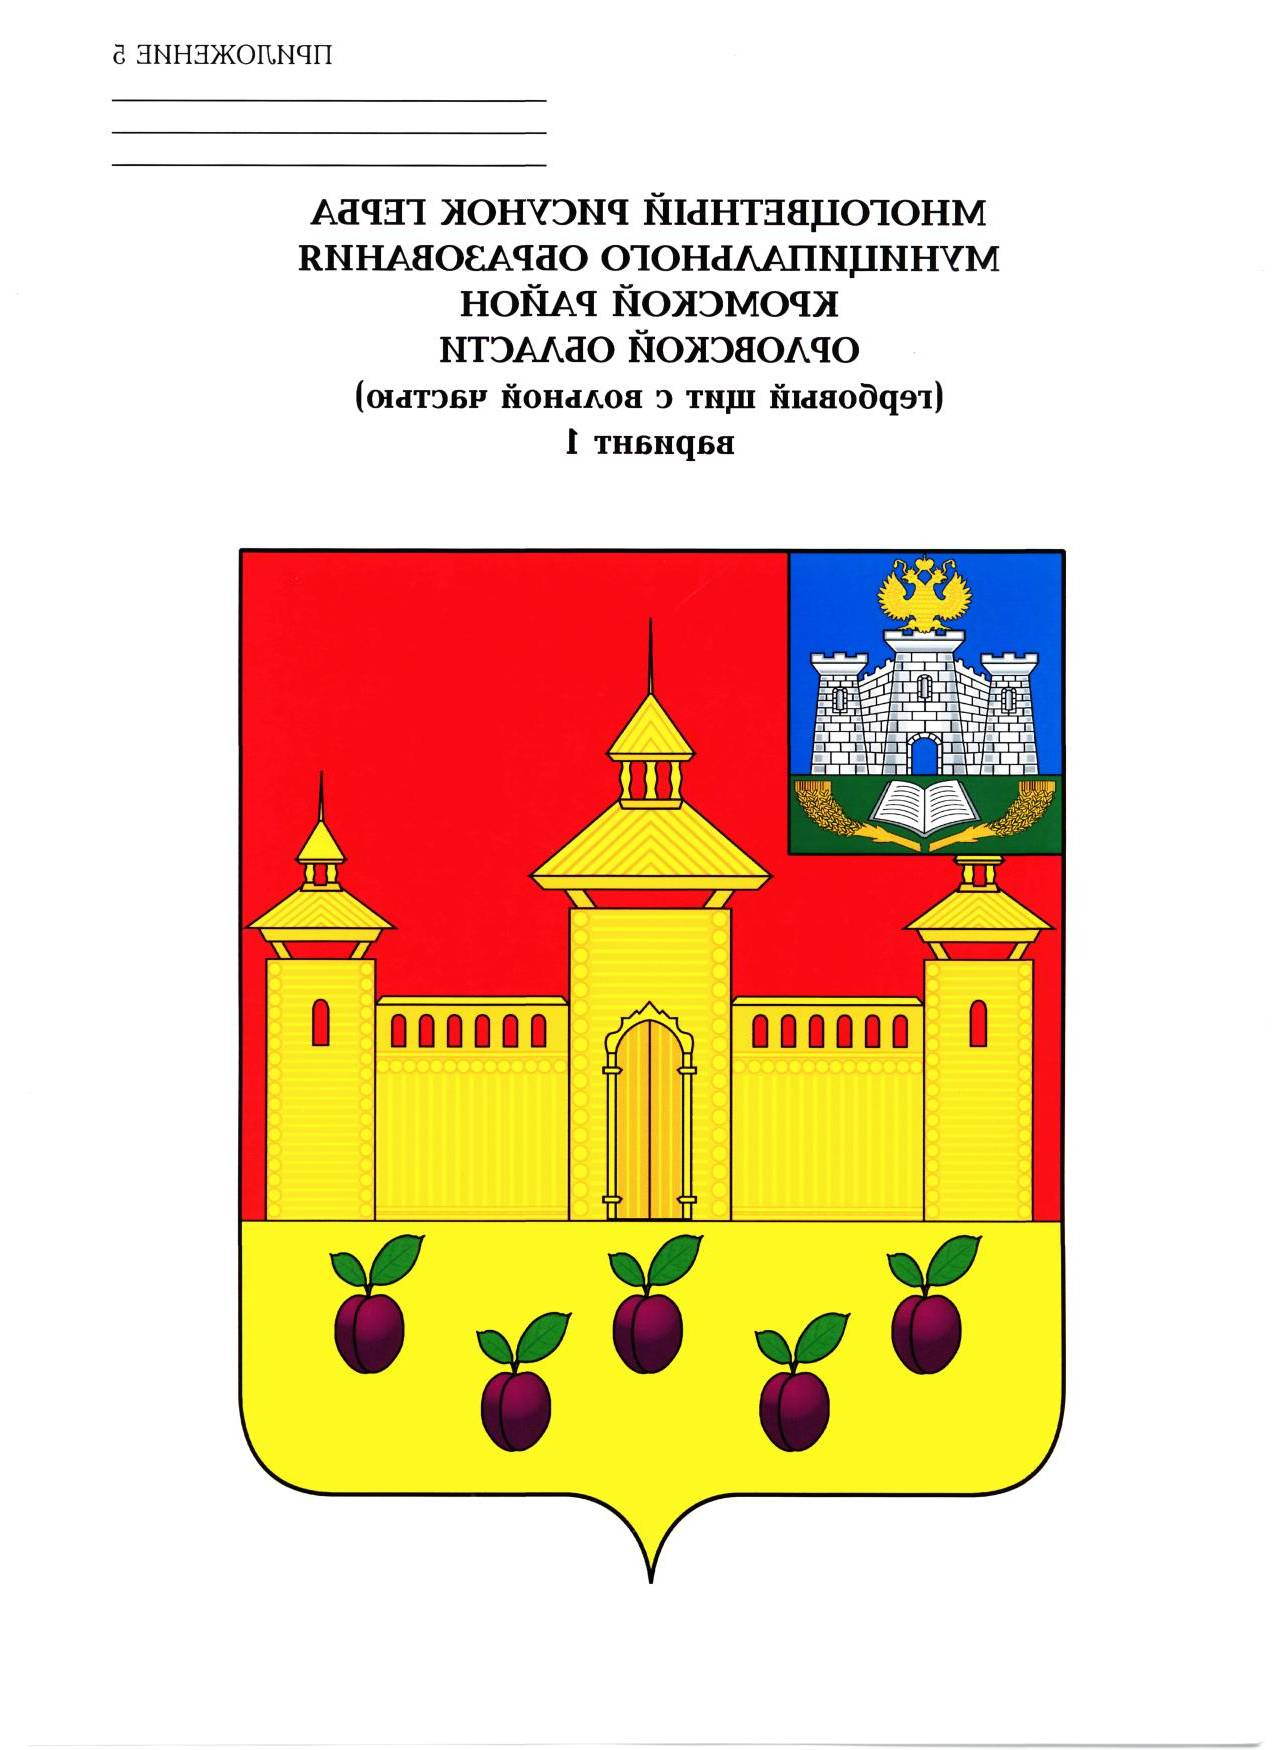 ПРИЛОЖЕНИЕ 5
МНОГОЦВЕТНЫЙ РИСУНОК ГЕРБА
МУНИЦИПАЛЬНОГО ОБРАЗОВАНИЯ
КРОМСКОЙ РАЙОН
ОРЛОВСКОЙ ОБЛАСТИ
(гербовый щит с вольной частью)
вариант 1